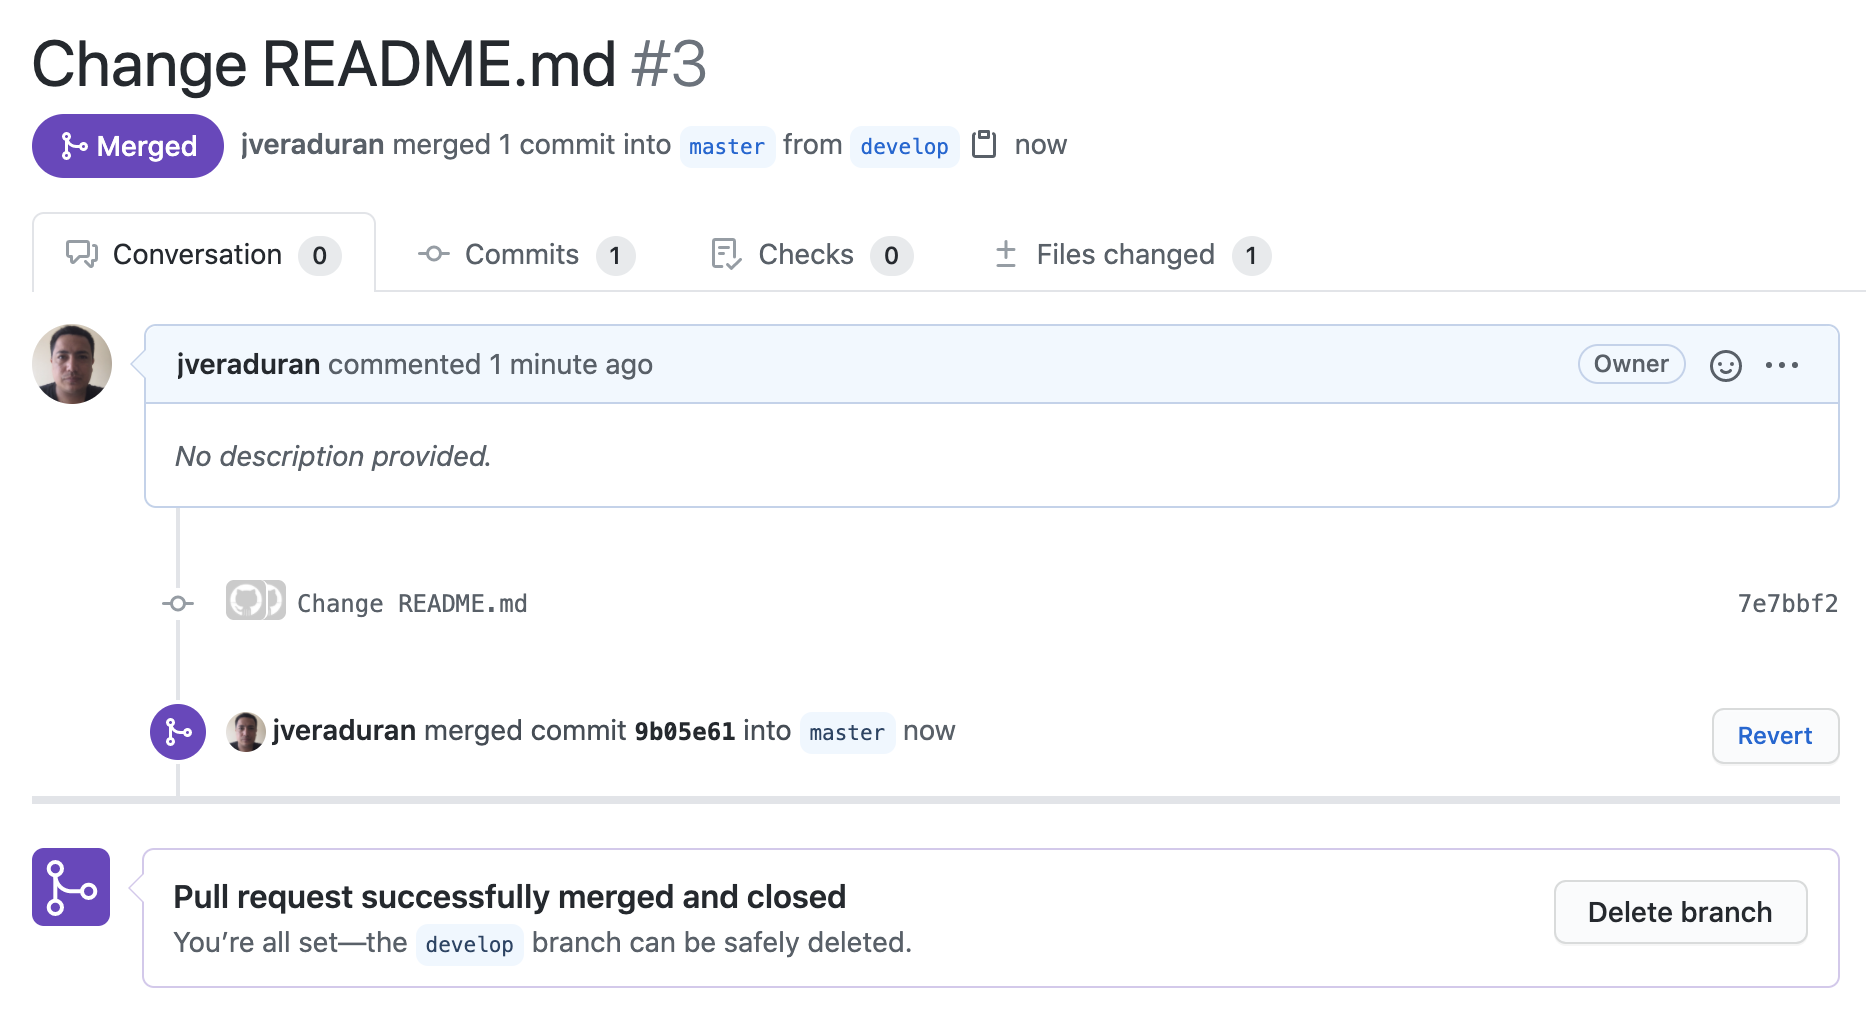 Change README.md #3
Merged jveraduran merged 1 commit into master from develop now
Conversation 0 Commits 1 Checks 0 Files changed 1
jveraduran commented 1 minute ago Owner
No description provided.
Change README.md 7e7bbf2
jveraduran merged commit 9b05e61 into master now Revert
Pull request successfully merged and closed
You’re all set—the develop branch can be safely deleted.
Delete branch